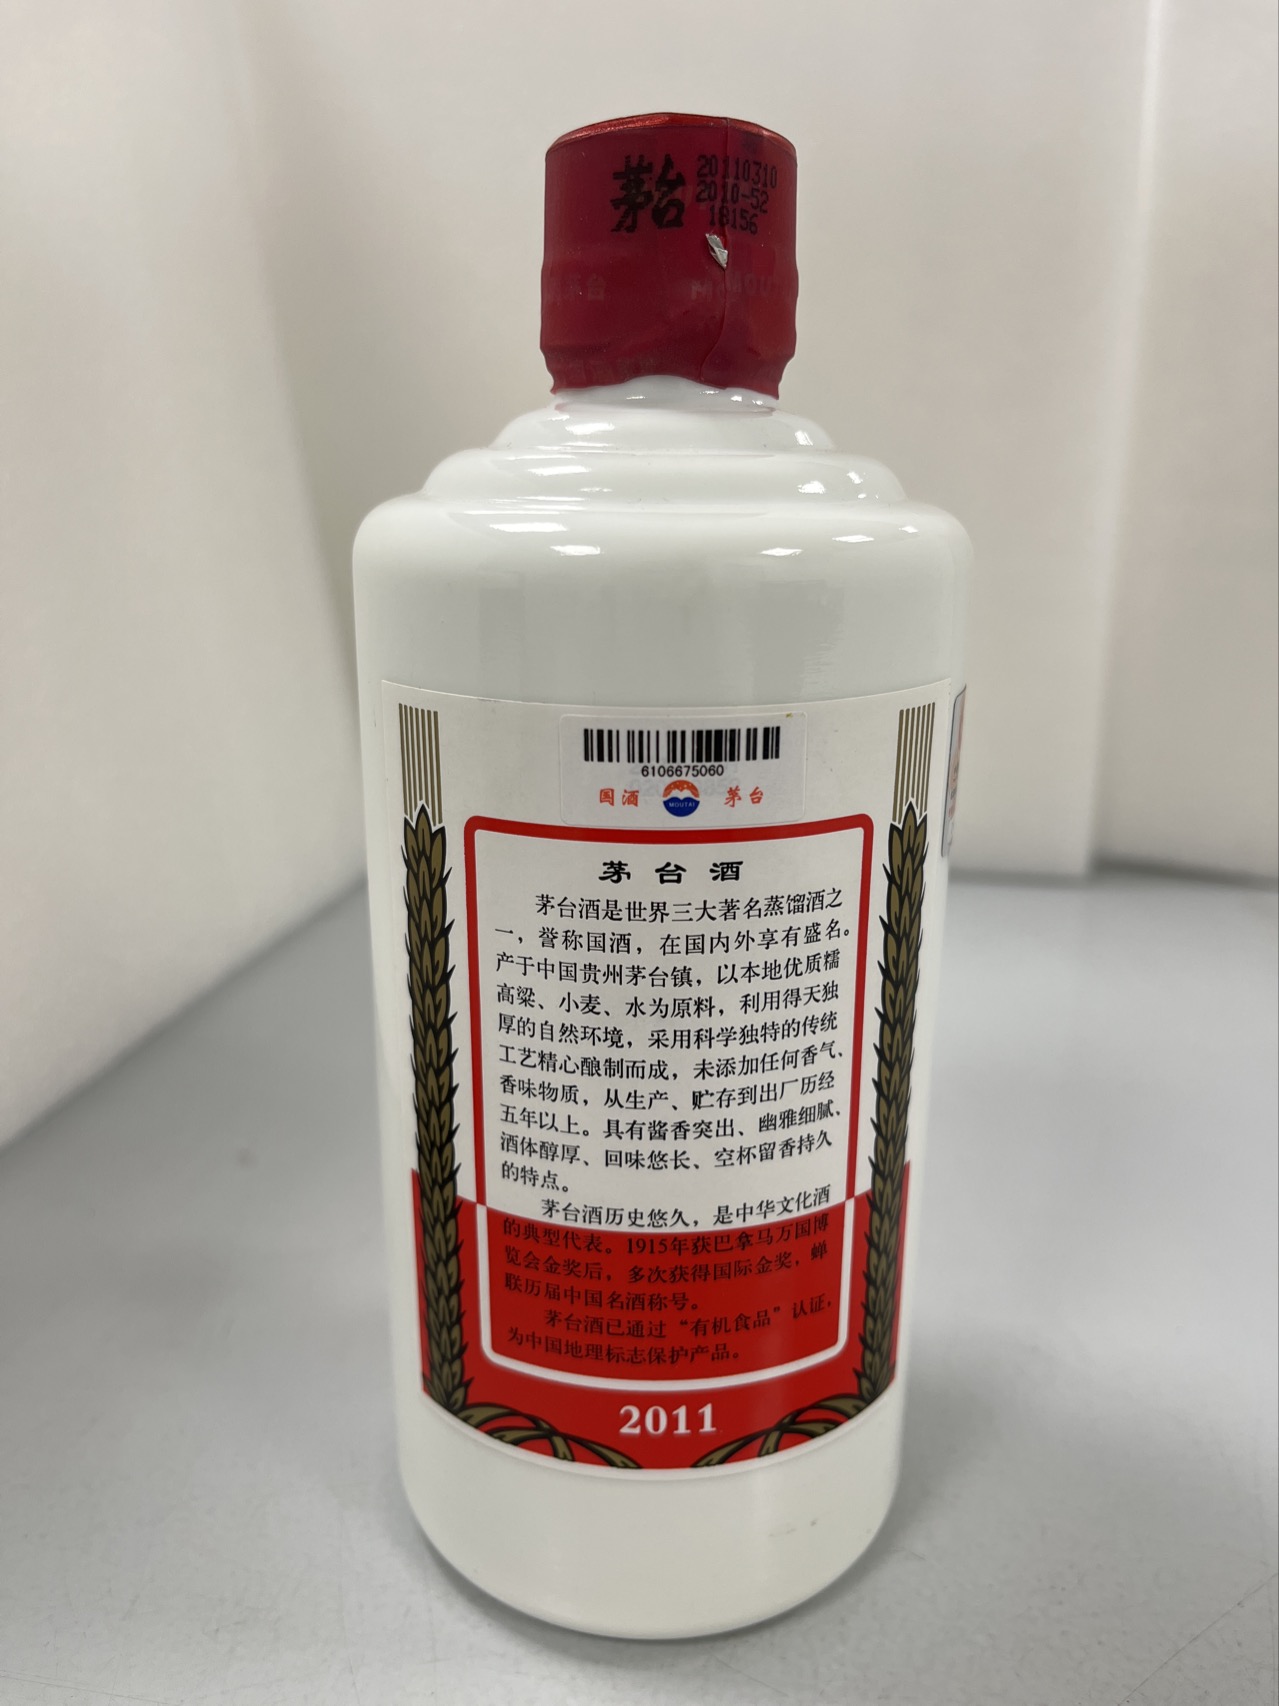 茅台
20110310
2010-52
18156
6106675060
国酒 MOUTAI 茅台
茅台酒
茅台酒是世界三大著名蒸馏酒之
一，誉称国酒，在国内外享有盛名。
产于中国贵州茅台镇，以本地优质糯
高粱、小麦、水为原料，利用得天独
厚的自然环境，采用科学独特的传统
工艺精心酿制而成，未添加任何香气、
香味物质，从生产、贮存到出厂历经
五年以上。具有酱香突出、幽雅细腻、
酒体醇厚、回味悠长、空杯留香持久
的特点。
茅台酒历史悠久，是中华文化酒
的典型代表。1915年获巴拿马万国博
览会金奖后，多次获得国际金奖，蝉
联历届中国名酒称号。
茅台酒已通过“有机食品”认证，
为中国地理标志保护产品。
2011